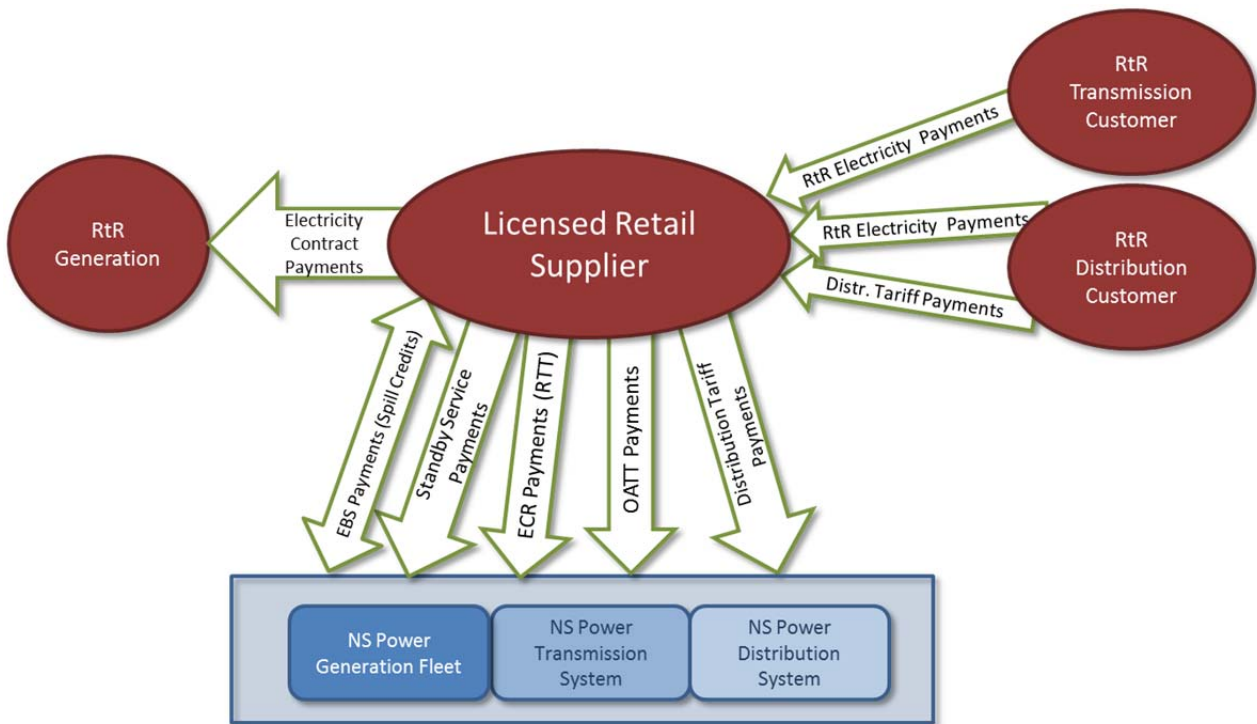 RtR
Transmission
Customer
RtR Electricity Payments
RtR
Generation
Electricity
Contract
Payments
Licensed Retail
Supplier
RtR Electricity Payments
RtR
Distribution
Customer
Distr. Tariff Payments
EBS Payments (Spill Credits)
Standby Service
Payments
ECR Payments (RTT)
OATT Payments
Distribution Tariff
Payments
NS Power
Generation Fleet
NS Power
Transmission
System
NS Power
Distribution
System